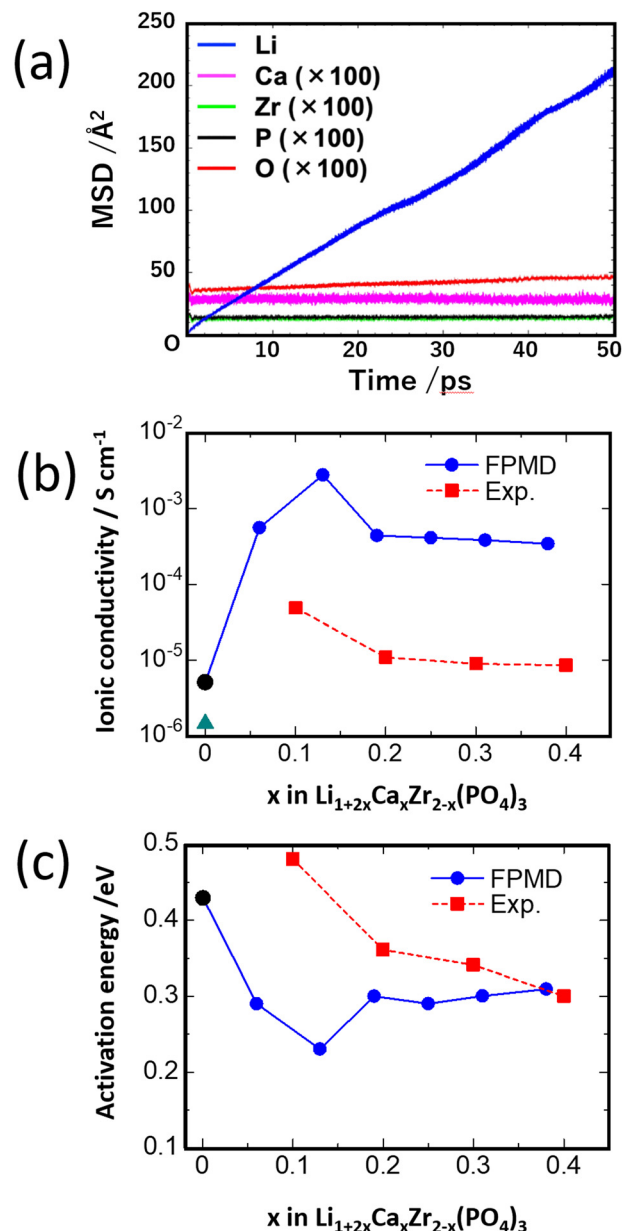 (a)
250
200
150
100
50
O
MSD /Å²
Li
Ca (×100)
Zr (×100)
P (×100)
O (×100)
10 20 30 40 50
Time /ps
(b)
10⁻²
10⁻³
10⁻⁴
10⁻⁵
10⁻⁶
Ionic conductivity / S cm⁻¹
FPMD
Exp.
0 0.1 0.2 0.3 0.4
x in Li₁₊₂ₓCaₓZr₂₋ₓ(PO₄)₃
(c)
0.5
0.4
0.3
0.2
0.1
Activation energy /eV
FPMD
Exp.
0 0.1 0.2 0.3 0.4
x in Li₁₊₂ₓCaₓZr₂₋ₓ(PO₄)₃